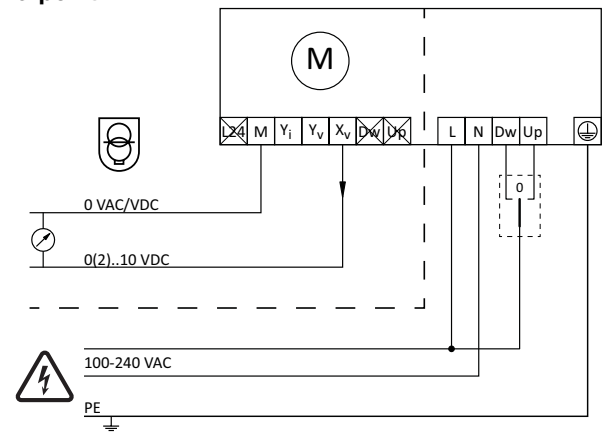 M
L24 M Yi Yv Xv Dw Up L N Dw Up
0
0 VAC/VDC
0(2)..10 VDC
100-240 VAC
PE